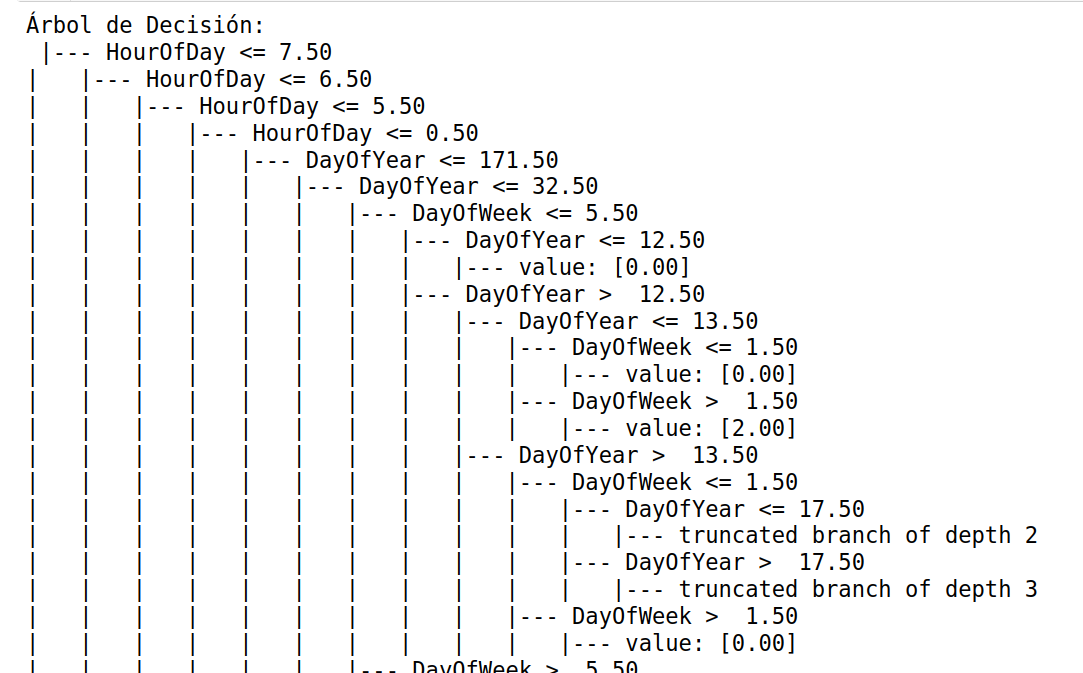 Árbol de Decisión:
 |--- HourOfDay <= 7.50
|   |--- HourOfDay <= 6.50
|   |   |--- HourOfDay <= 5.50
|   |   |   |--- HourOfDay <= 0.50
|   |   |   |   |--- DayOfYear <= 171.50
|   |   |   |   |   |--- DayOfYear <= 32.50
|   |   |   |   |   |   |--- DayOfWeek <= 5.50
|   |   |   |   |   |   |   |--- DayOfYear <= 12.50
|   |   |   |   |   |   |   |   |--- value: [0.00]
|   |   |   |   |   |   |   |--- DayOfYear >  12.50
|   |   |   |   |   |   |   |   |--- DayOfYear <= 13.50
|   |   |   |   |   |   |   |   |   |--- DayOfWeek <= 1.50
|   |   |   |   |   |   |   |   |   |   |--- value: [0.00]
|   |   |   |   |   |   |   |   |   |--- DayOfWeek >  1.50
|   |   |   |   |   |   |   |   |   |   |--- value: [2.00]
|   |   |   |   |   |   |   |   |--- DayOfYear >  13.50
|   |   |   |   |   |   |   |   |   |--- DayOfWeek <= 1.50
|   |   |   |   |   |   |   |   |   |   |--- DayOfYear <= 17.50
|   |   |   |   |   |   |   |   |   |   |   |--- truncated branch of depth 2
|   |   |   |   |   |   |   |   |   |   |--- DayOfYear >  17.50
|   |   |   |   |   |   |   |   |   |   |   |--- truncated branch of depth 3
|   |   |   |   |   |   |   |   |   |--- DayOfWeek >  1.50
|   |   |   |   |   |   |   |   |   |   |--- value: [0.00]
|   |   |   |   |   |   |--- DayOfWeek >  5.50